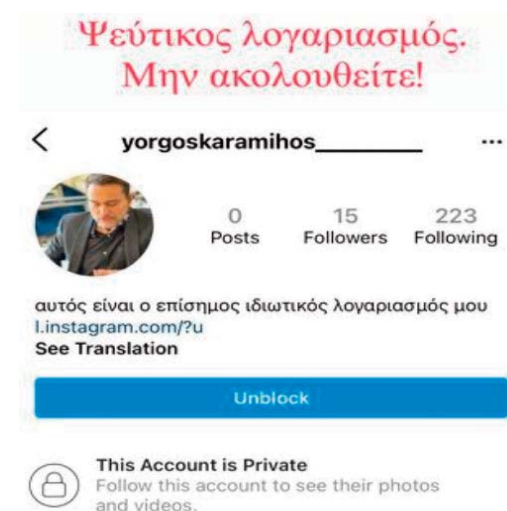 Ψεύτικος λογαριασμός.
Μην ακολουθείτε!
yorgoskaramihos_________
0 15 223
Posts Followers Following
αυτός είναι ο επίσημος ιδιωτικός λογαριασμός μου
l.instagram.com/?u
See Translation
Unblock
This Account is Private
Follow this account to see their photos
and videos.